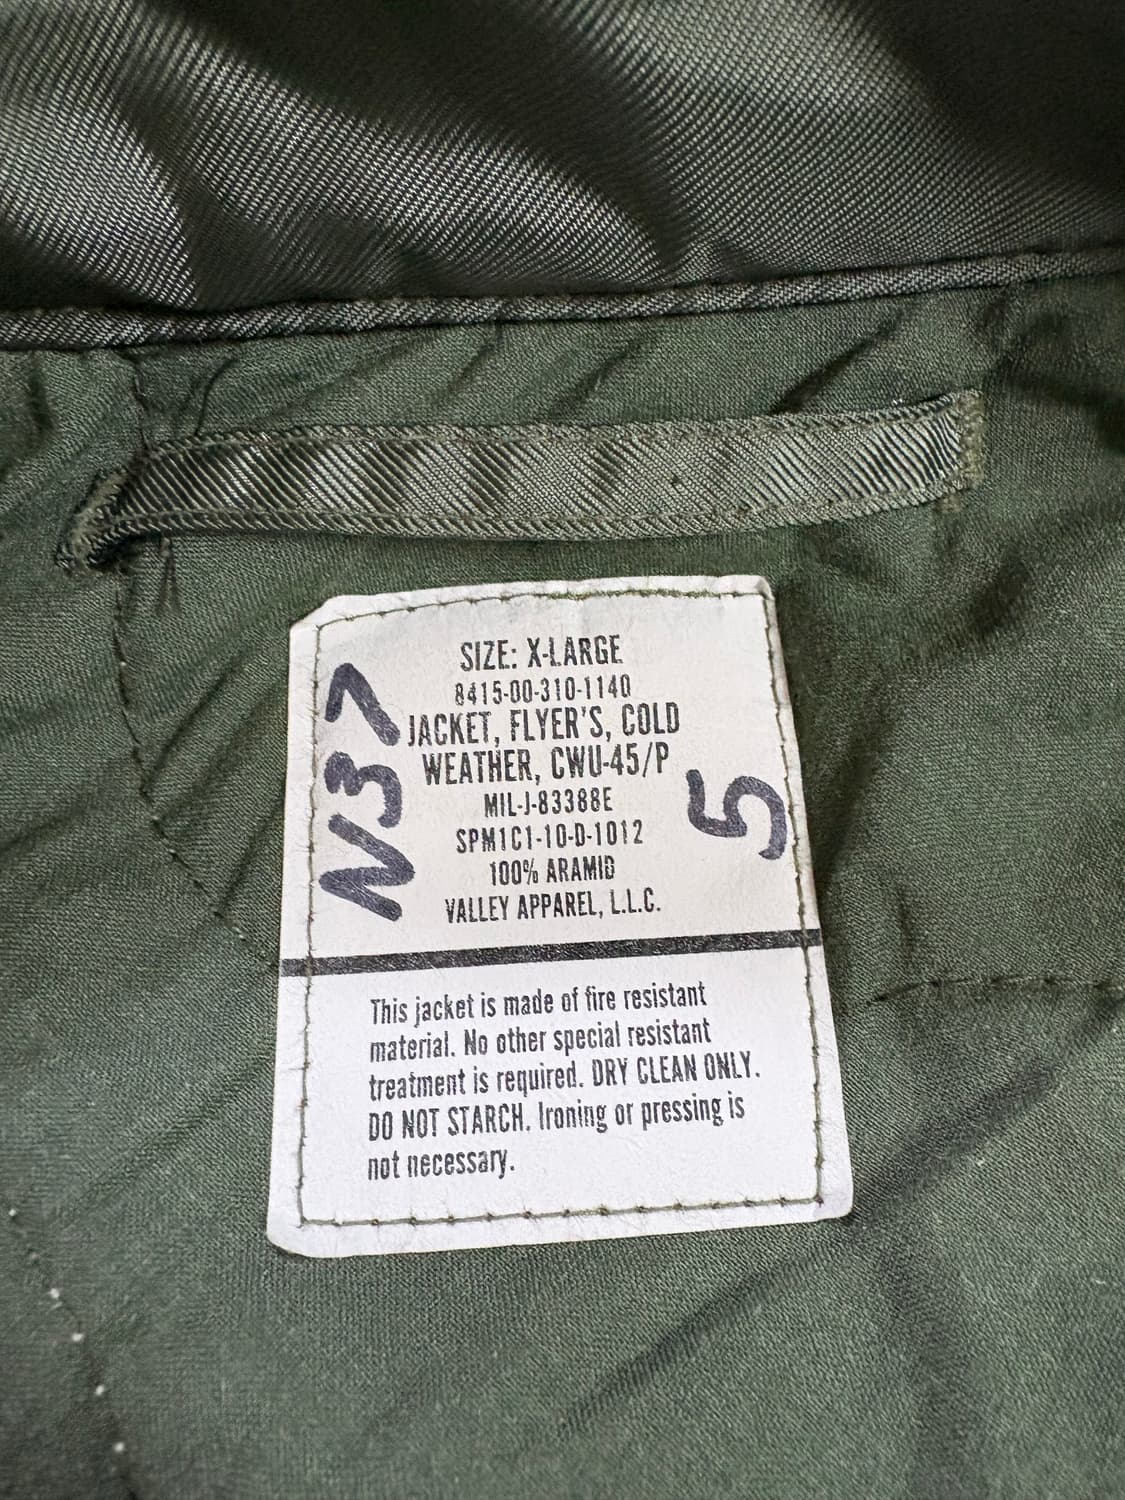 SIZE: X-LARGE
8415-00-310-1140
JACKET, FLYER'S, COLD
WEATHER, CWU-45/P
MIL-J-83388E
SPM1C1-10-D-1012
100% ARAMID
VALLEY APPAREL, L.L.C.
N37
5
This jacket is made of fire resistant
material. No other special resistant
treatment is required. DRY CLEAN ONLY.
DO NOT STARCH. Ironing or pressing is
not necessary.